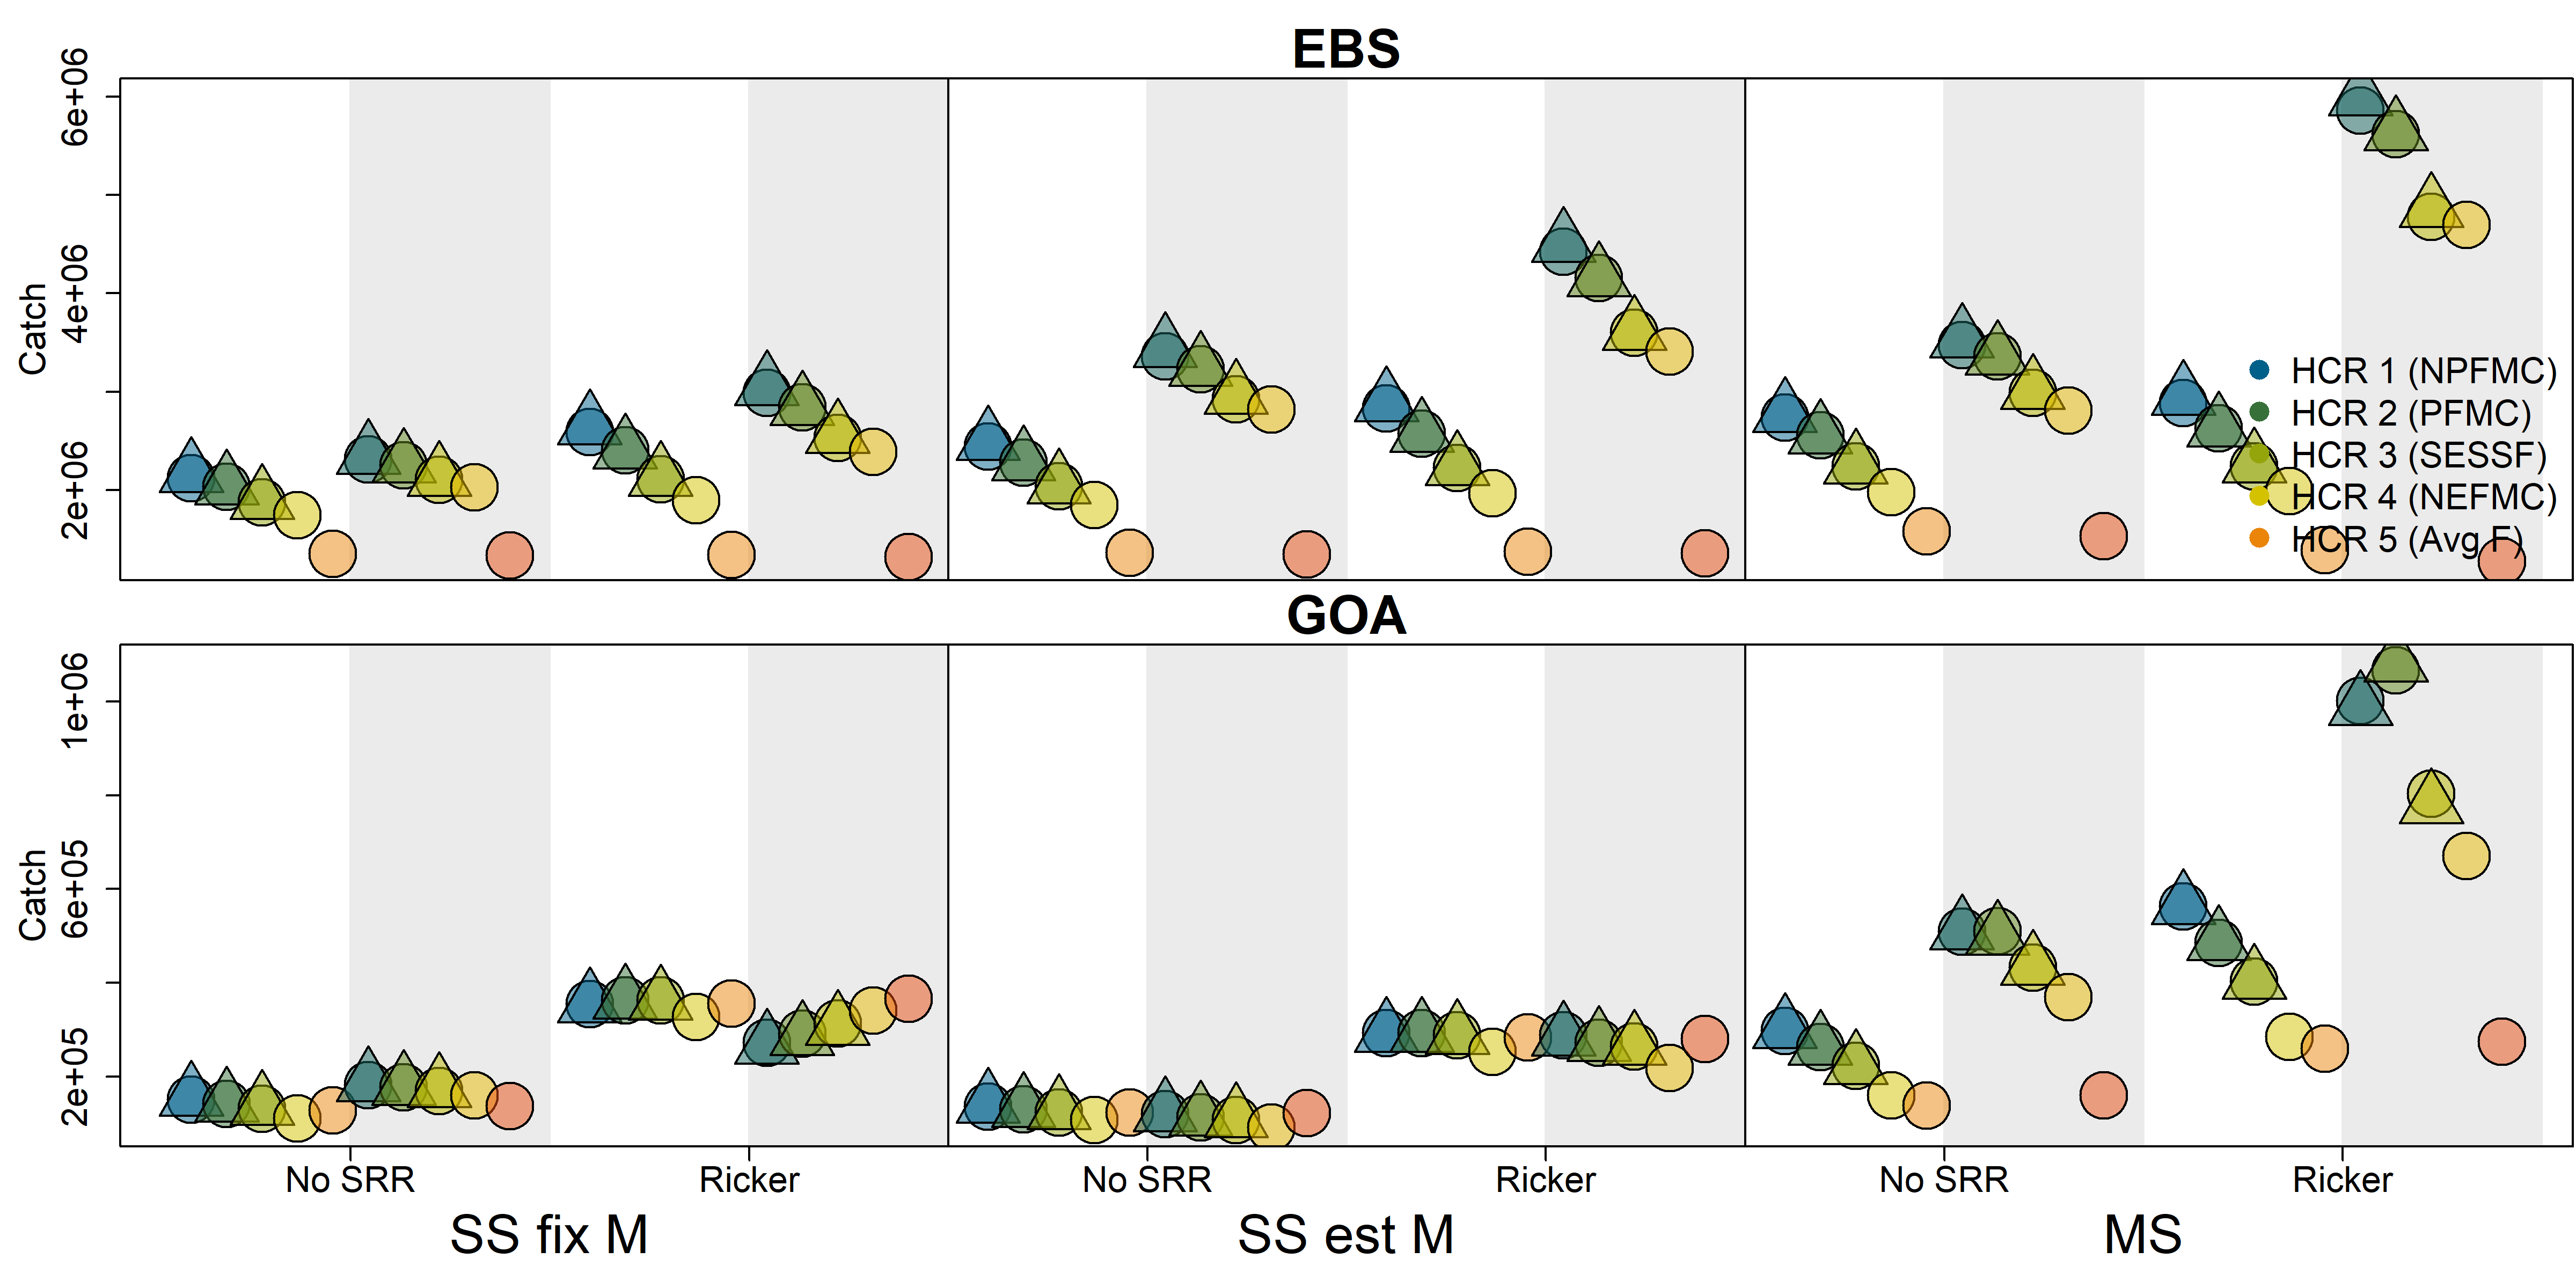 EBS
Catch
6e+06
4e+06
2e+06
HCR 1 (NPFMC)
HCR 2 (PFMC)
HCR 3 (SESSF)
HCR 4 (NEFMC)
HCR 5 (Avg F)
GOA
Catch
1e+06
6e+05
2e+05
No SRR Ricker No SRR Ricker No SRR Ricker
SS fix M SS est M MS